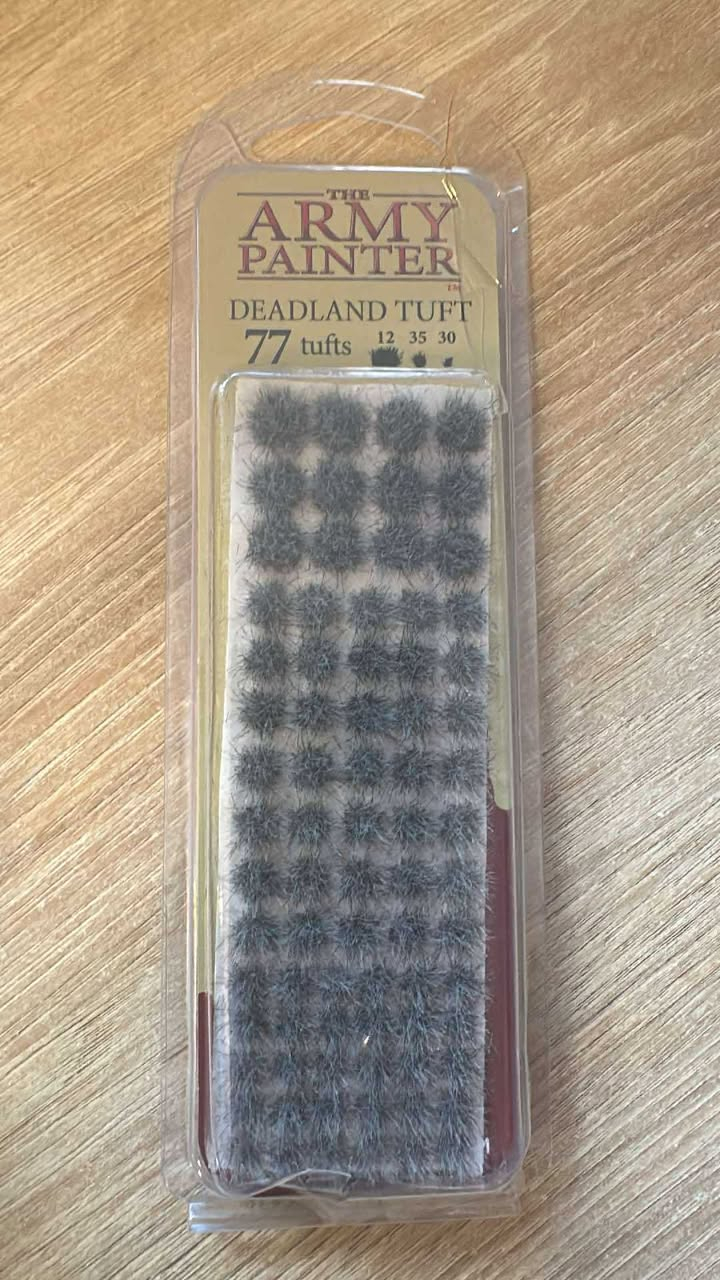 THE
ARMY
PAINTER
TM
DEADLAND TUFT
77 tufts 12 35 30